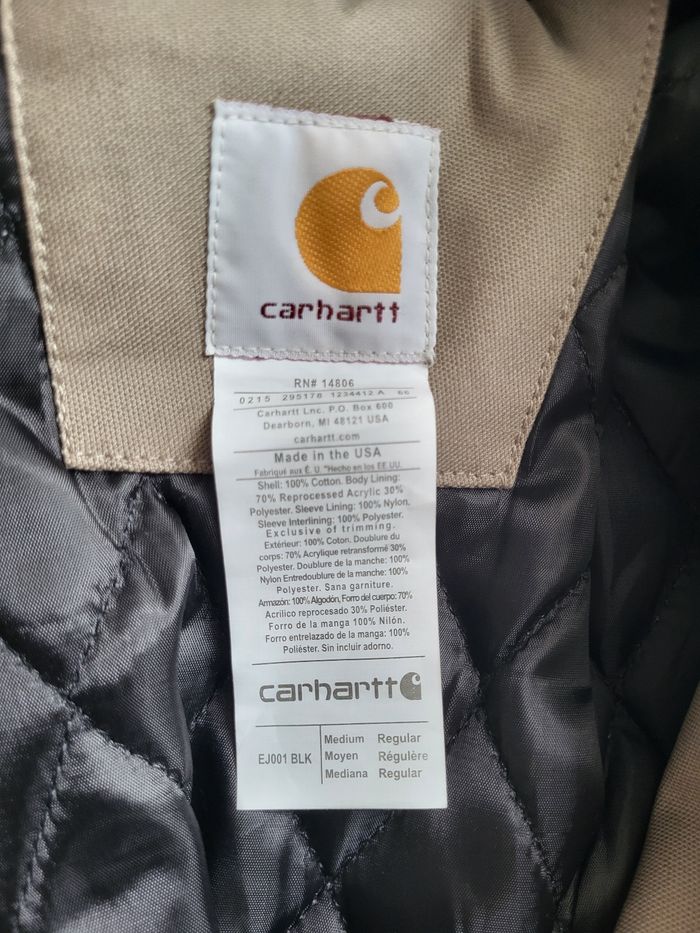 carhartt
RN# 14806
0215 295178 1234412 A 66
Carhartt Lnc. P.O. Box 600
Dearborn, MI 48121 USA
carhartt.com
Made in the USA
Fabriqué aux É. U. "Hecho en los EE.UU.
Shell: 100% Cotton. Body Lining:
70% Reprocessed Acrylic 30%
Polyester. Sleeve Lining: 100% Nylon.
Sleeve Interlining: 100% Polyester.
Exclusive of trimming.
Extérieur: 100% Coton. Doublure du
corps: 70% Acrylique retransformé 30%
Polyester. Doublure de la manche: 100%
Nylon Entredoublure de la manche: 100%
Polyester. Sana garniture.
Armazón: 100% Algodón, Forro del cuerpo: 70%
Acrilico reprocesado 30% Poliéster.
Forro de la manga 100% Nilón.
Forro entrelazado de la manga: 100%
Poliéster. Sin incluir adorno.
carhartt
EJ001 BLK
Medium Regular
Moyen Régulère
Mediana Regular